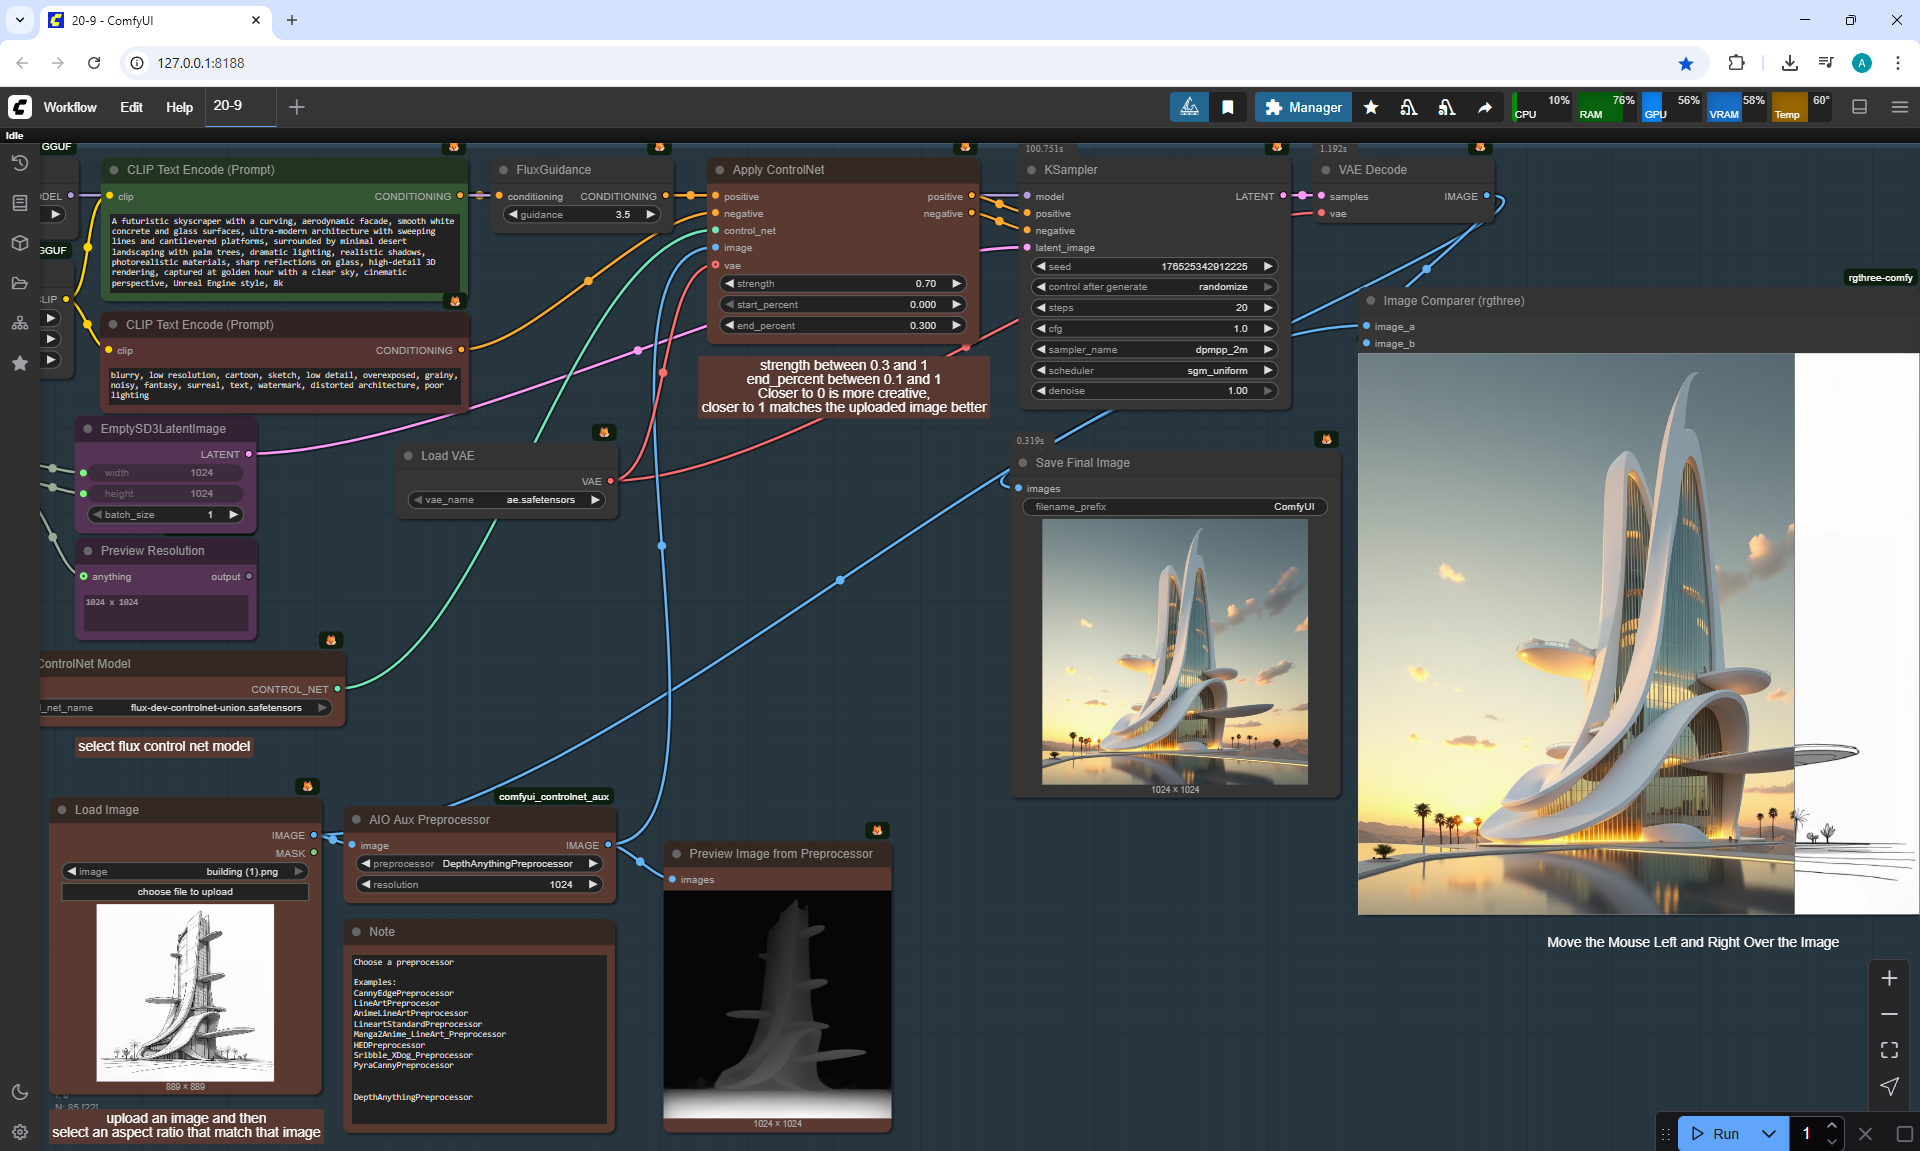 20-9 - ComfyUI
127.0.0.1:8188
A
Workflow Edit Help 20-9
Manager
CPU 10%
RAM 76%
GPU 56%
VRAM 58%
Temp 60°
Idle
GGUF
DEL
GGUF
CLIP
CLIP Text Encode (Prompt)
clip CONDITIONING
A futuristic skyscraper with a curving, aerodynamic facade, smooth white
concrete and glass surfaces, ultra-modern architecture with sweeping
lines and cantilevered platforms, surrounded by minimal desert
landscaping with palm trees, dramatic lighting, realistic shadows,
photorealistic materials, sharp reflections on glass, high-detail 3D
rendering, captured at golden hour with a clear sky, cinematic
perspective, Unreal Engine style, 8k
CLIP Text Encode (Prompt)
clip CONDITIONING
blurry, low resolution, cartoon, sketch, low detail, overexposed, grainy,
noisy, fantasy, surreal, text, watermark, distorted architecture, poor
lighting
FluxGuidance
conditioning CONDITIONING
guidance 3.5
Apply ControlNet
positive positive
negative negative
control_net
image
vae
strength 0.70
start_percent 0.000
end_percent 0.300
strength between 0.3 and 1
end_percent between 0.1 and 1
Closer to 0 is more creative,
closer to 1 matches the uploaded image better
100.751s
KSampler
model LATENT
positive
negative
latent_image
seed 176525342912225
control after generate randomize
steps 20
cfg 1.0
sampler_name dpmpp_2m
scheduler sgm_uniform
denoise 1.00
1.192s
VAE Decode
samples IMAGE
vae
rgthree-comfy
Image Comparer (rgthree)
image_a
image_b
Move the Mouse Left and Right Over the Image
EmptySD3LatentImage
LATENT
width 1024
height 1024
batch_size 1
Preview Resolution
anything output
1024 x 1024
Load VAE
VAE
vae_name ae.safetensors
0.319s
Save Final Image
images
filename_prefix ComfyUI
1024 × 1024
ControlNet Model
CONTROL_NET
l_net_name flux-dev-controlnet-union.safetensors
select flux control net model
Load Image
IMAGE
MASK
image building (1).png
choose file to upload
889 × 889
N: 85 [22]
upload an image and then
select an aspect ratio that match that image
comfyui_controlnet_aux
AIO Aux Preprocessor
image IMAGE
preprocessor DepthAnythingPreprocessor
resolution 1024
Note
Choose a preprocessor
Examples:
CannyEdgePreprocessor
LineArtPreprocesor
AnimeLineArtPreprocessor
LineartStandardPreprocessor
Manga2Anime_LineArt_Preprocessor
HEDPreprocessor
Sribble_XDog_Preprocessor
PyraCannyPreprocessor
DepthAnythingPreprocessor
Preview Image from Preprocessor
images
1024 × 1024
Run 1